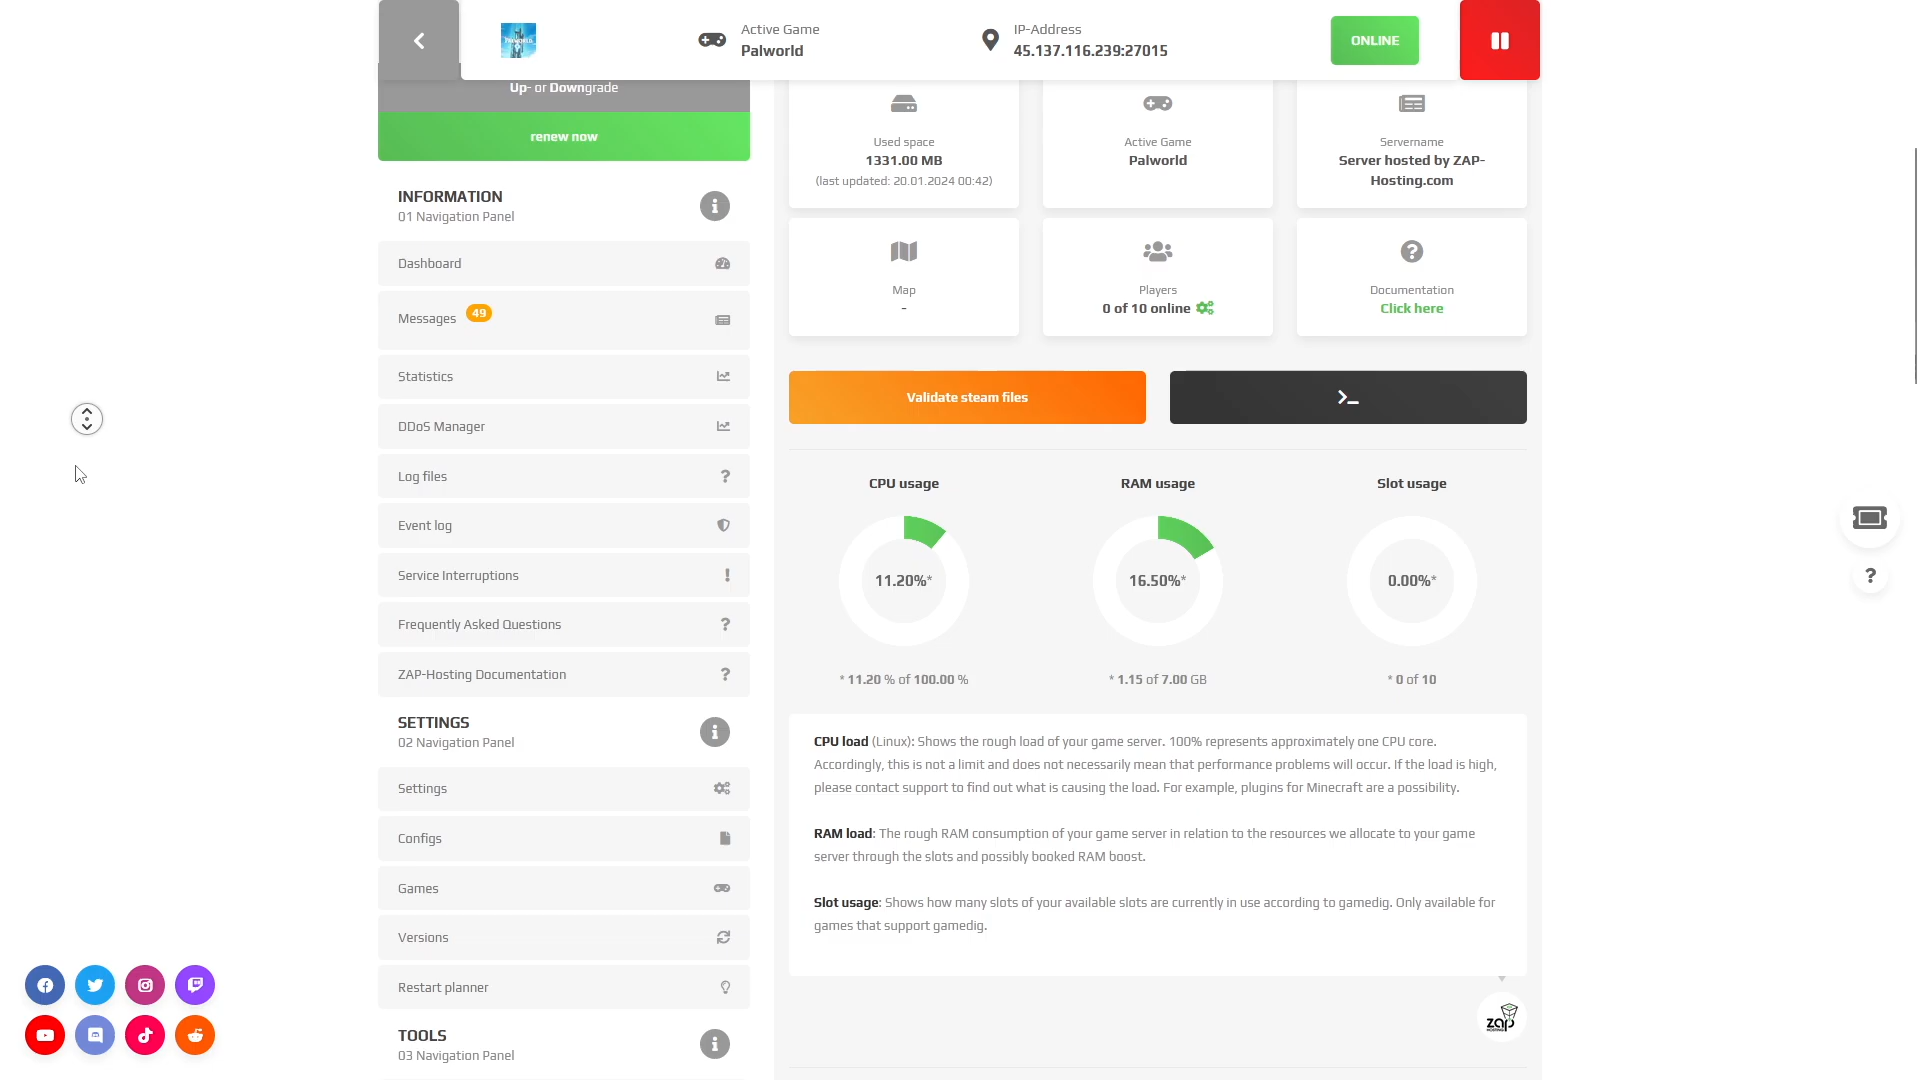 Active Game
Palworld
IP-Address
45.137.116.239:27015
ONLINE
Up- or Downgrade
renew now
INFORMATION
01 Navigation Panel
Dashboard
Messages 49
Statistics
DDoS Manager
Log files
Event log
Service Interruptions
Frequently Asked Questions
ZAP-Hosting Documentation
SETTINGS
02 Navigation Panel
Settings
Configs
Games
Versions
Restart planner
TOOLS
03 Navigation Panel
Used space
1331.00 MB
(last updated: 20.01.2024 00:42)
Active Game
Palworld
Servername
Server hosted by ZAP-
Hosting.com
Map
-
Players
0 of 10 online
Documentation
Click here
Validate steam files
CPU usage
RAM usage
Slot usage
11.20%*
16.50%*
0.00%*
* 11.20 % of 100.00 %
* 1.15 of 7.00 GB
* 0 of 10
CPU load (Linux): Shows the rough load of your game server. 100% represents approximately one CPU core.
Accordingly, this is not a limit and does not necessarily mean that performance problems will occur. If the load is high,
please contact support to find out what is causing the load. For example, plugins for Minecraft are a possibility.
RAM load: The rough RAM consumption of your game server in relation to the resources we allocate to your game
server through the slots and possibly booked RAM boost.
Slot usage: Shows how many slots of your available slots are currently in use according to gamedig. Only available for
games that support gamedig.
zap